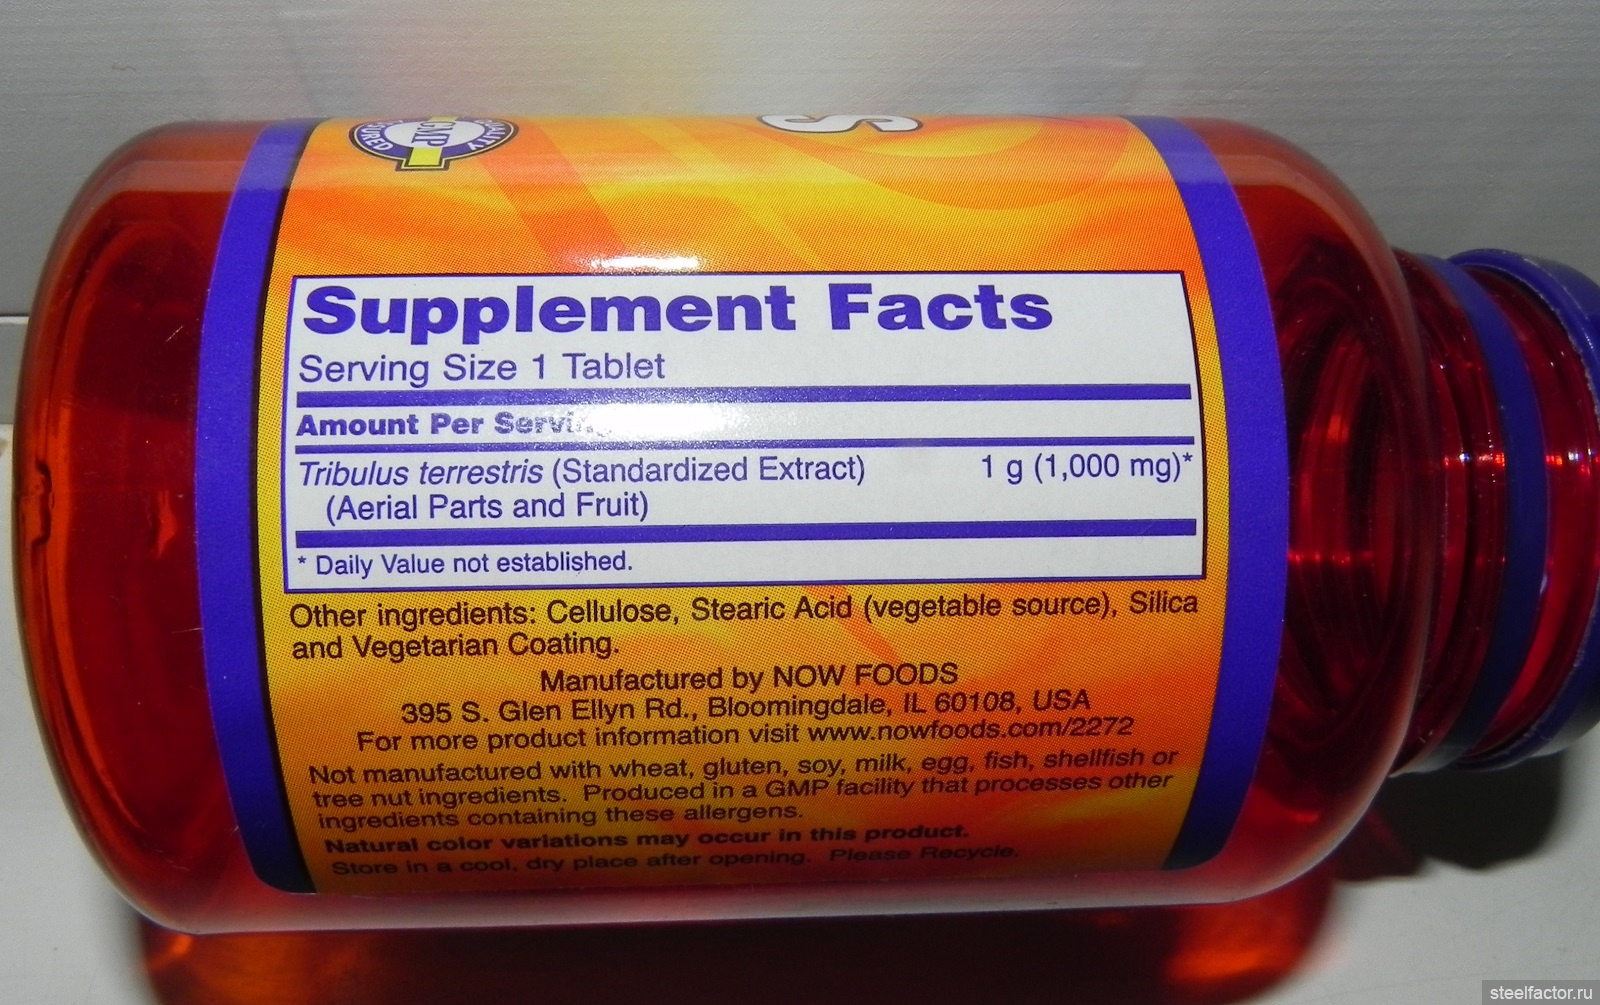 QUALITY
GMP
S
Supplement Facts
Serving Size 1 Tablet
Amount Per
Tribulus terrestris (Standardized Extract) 1 g (1,000 mg)*
(Aerial Parts and Fruit)
* Daily Value not established.
Other ingredients: Cellulose, Stearic Acid (vegetable source), Silica
and Vegetarian Coating.
Manufactured by NOW FOODS
395 S. Glen Ellyn Rd., Bloomingdale, IL 60108, USA
For more product information visit www.nowfoods.com/2272
Not manufactured with wheat, gluten, soy, milk, egg, fish, shellfish or
tree nut ingredients. Produced in a GMP facility that processes other
ingredients containing these allergens.
Natural color variations may occur in this product.
Store in a cool, dry place after opening. Please Recycle.
steelfactor.ru